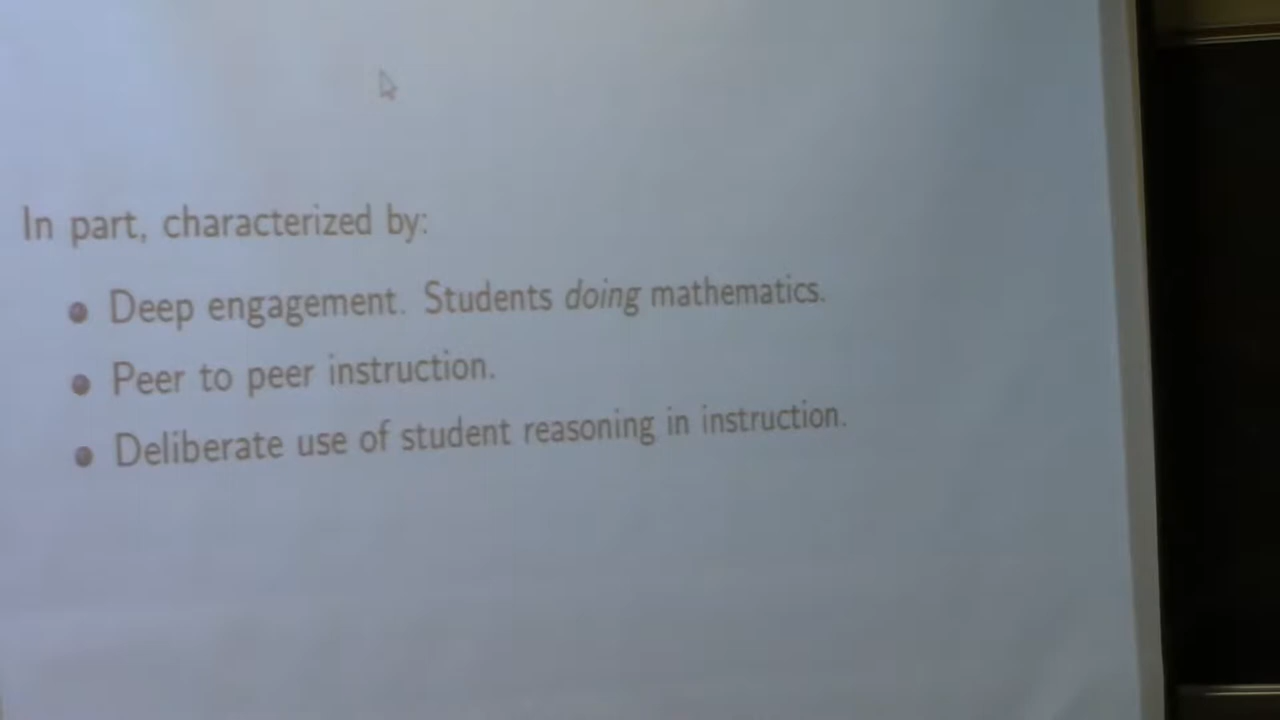 In part, characterized by:
Deep engagement. Students doing mathematics.
Peer to peer instruction.
Deliberate use of student reasoning in instruction.